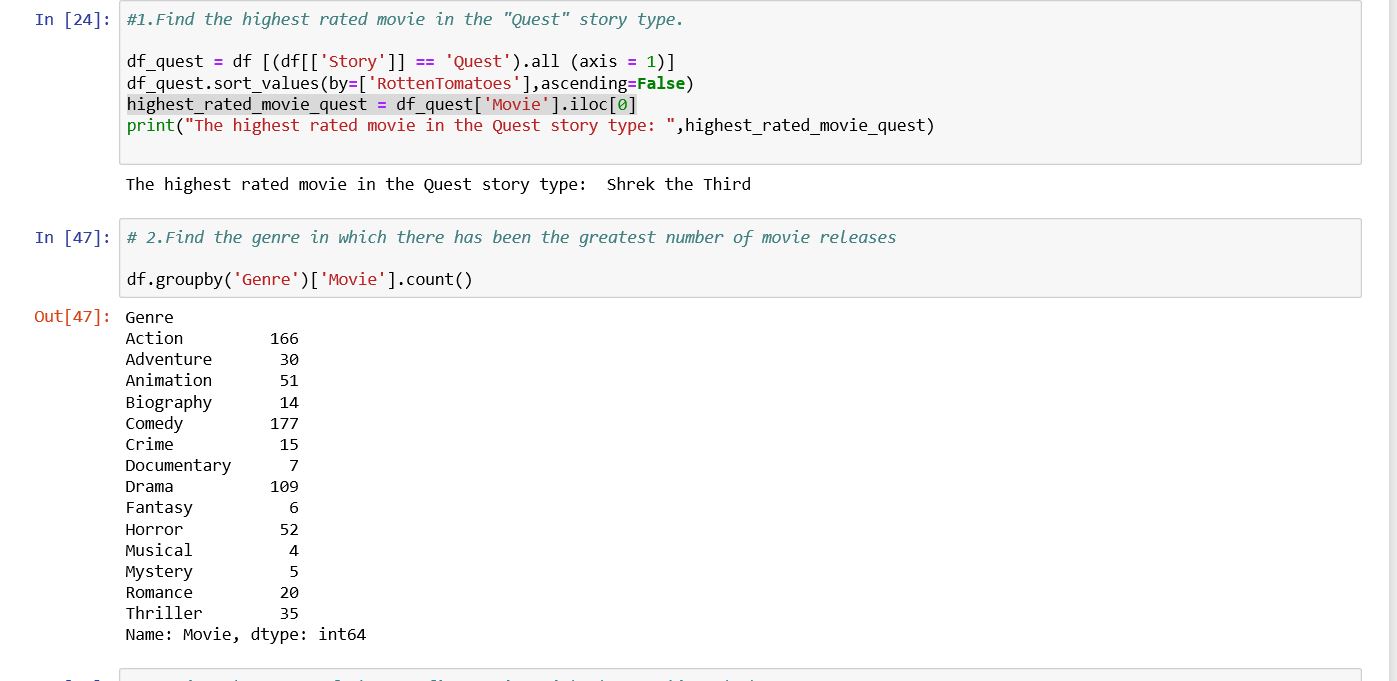 In [24]: #1.Find the highest rated movie in the "Quest" story type.
df_quest = df [(df[['Story']] == 'Quest').all (axis = 1)]
df_quest.sort_values(by=['RottenTomatoes'],ascending=False)
highest_rated_movie_quest = df_quest['Movie'].iloc[0]
print("The highest rated movie in the Quest story type: ",highest_rated_movie_quest)
The highest rated movie in the Quest story type:  Shrek the Third
In [47]: # 2.Find the genre in which there has been the greatest number of movie releases
df.groupby('Genre')['Movie'].count()
Out[47]: Genre
Action 166
Adventure 30
Animation 51
Biography 14
Comedy 177
Crime 15
Documentary 7
Drama 109
Fantasy 6
Horror 52
Musical 4
Mystery 5
Romance 20
Thriller 35
Name: Movie, dtype: int64